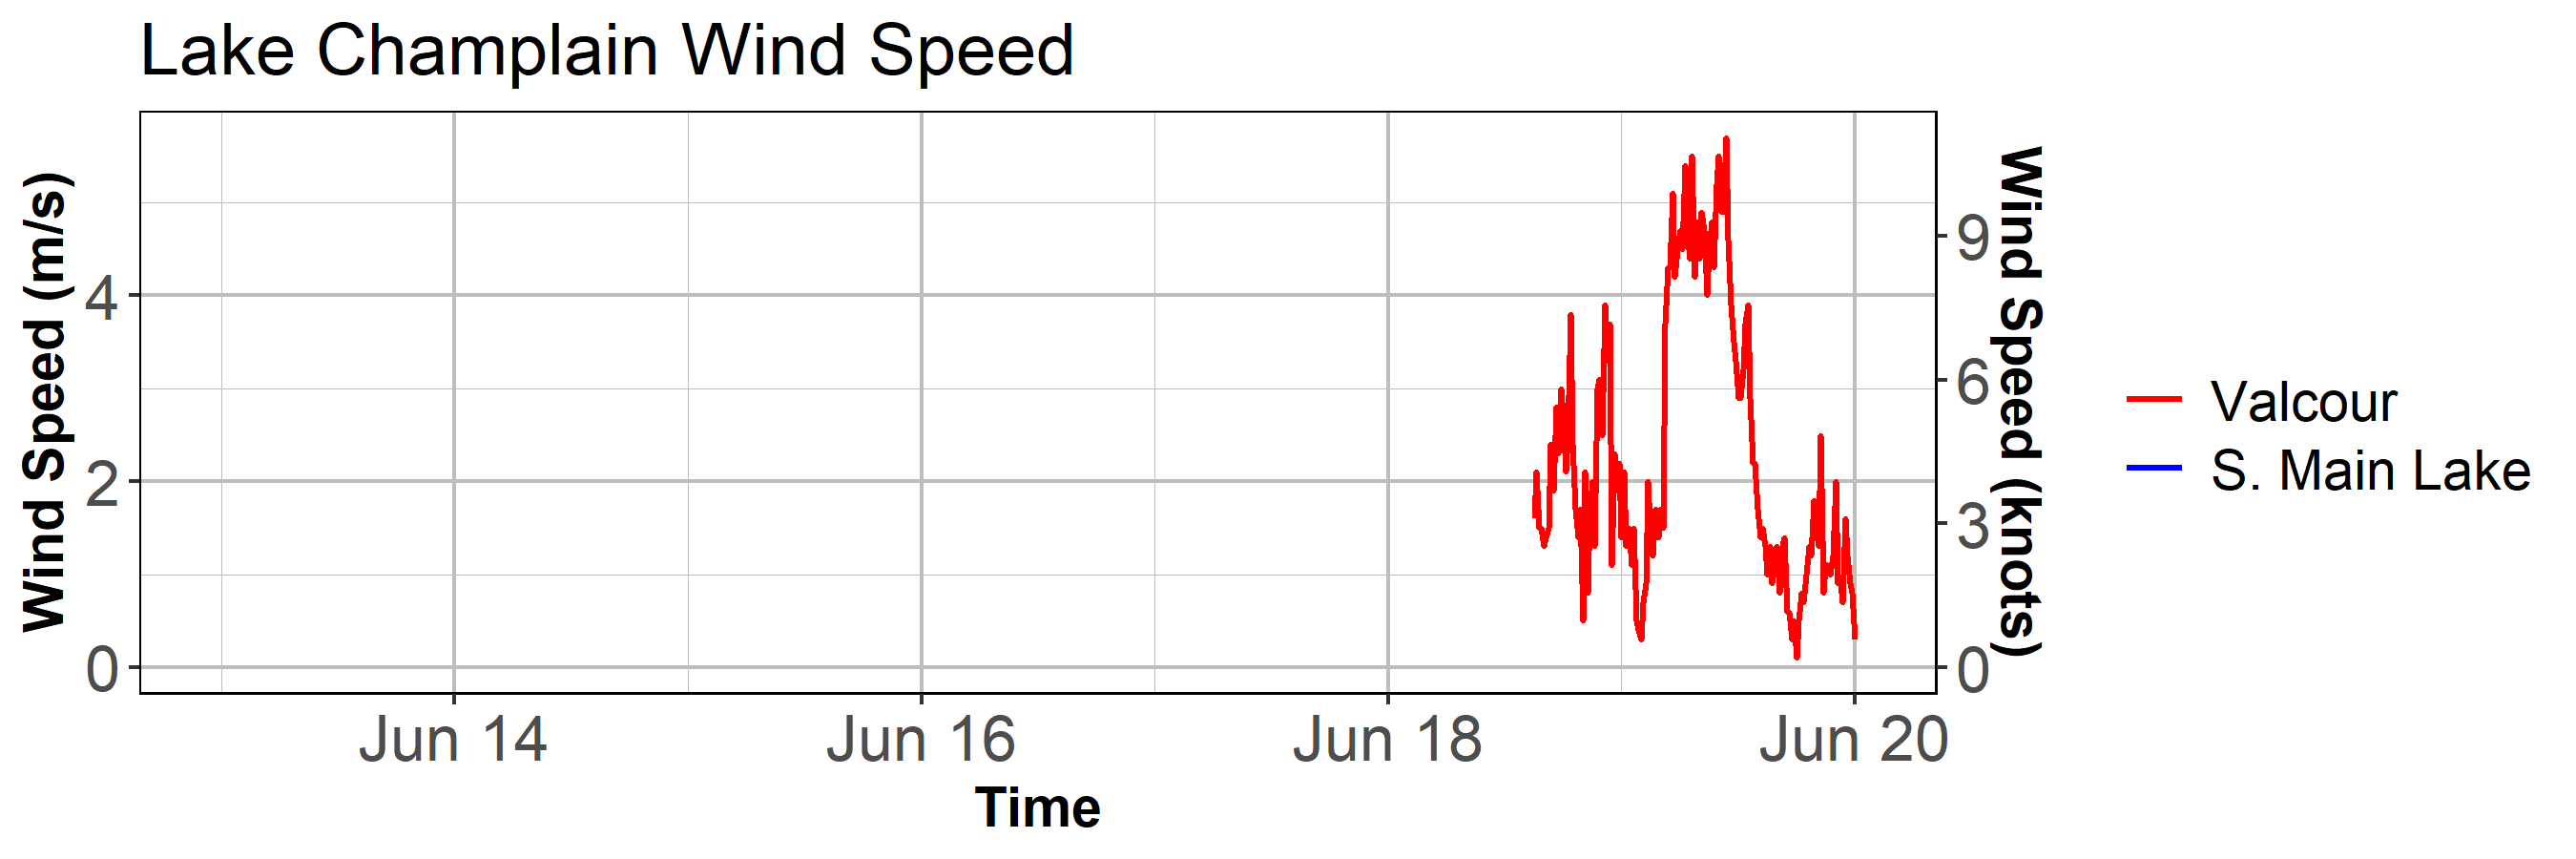 Lake Champlain Wind Speed
Wind Speed (m/s)
4
2
0
9
6
3
0
Wind Speed (knots)
Jun 14 Jun 16 Jun 18 Jun 20
Time
Valcour
S. Main Lake